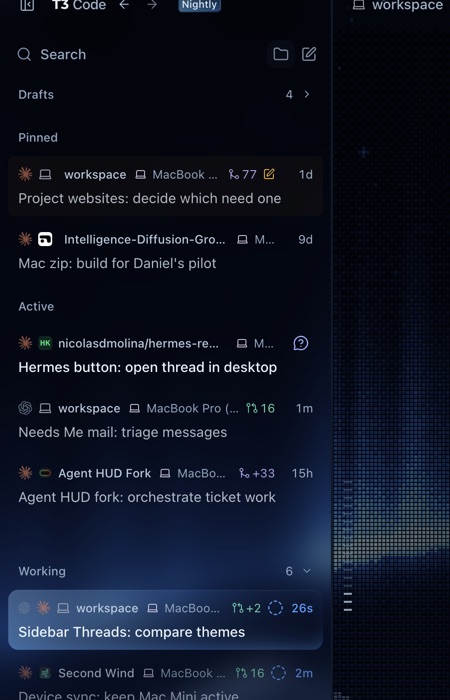 T3 Code Nightly
workspace
Search
Drafts 4
Pinned
workspace MacBook ... 77 1d
Project websites: decide which need one
Intelligence-Diffusion-Gro... M... 9d
Mac zip: build for Daniel's pilot
Active
HK nicolasdmolina/hermes-re... M...
Hermes button: open thread in desktop
workspace MacBook Pro (... 16 1m
Needs Me mail: triage messages
Agent HUD Fork MacBo... +33 15h
Agent HUD fork: orchestrate ticket work
Working 6
workspace MacBoo... +2 26s
Sidebar Threads: compare themes
Second Wind MacBook ... 16 2m
Device sync: keep Mac Mini active